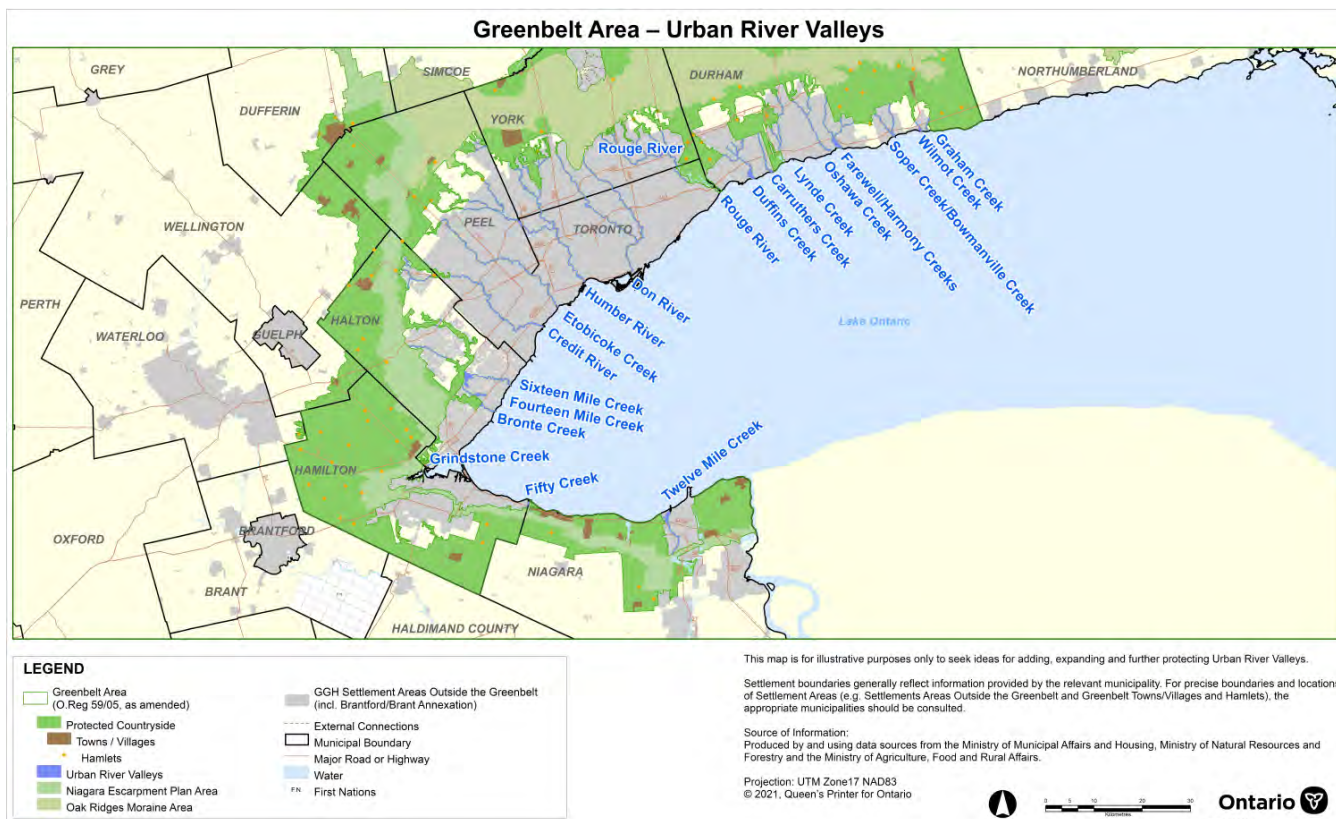 Greenbelt Area – Urban River Valleys
GREY
SIMCOE
DURHAM
NORTHUMBERLAND
DUFFERIN
YORK
Rouge River
Graham Creek
Wilmot Creek
Soper Creek/Bowmanville Creek
Farewell/Harmony Creeks
Oshawa Creek
Lynde Creek
Carruthers Creek
Duffins Creek
Rouge River
WELLINGTON
PEEL
TORONTO
Don River
Humber River
Etobicoke Creek
Credit River
Lake Ontario
PERTH
WATERLOO
GUELPH
HALTON
Sixteen Mile Creek
Fourteen Mile Creek
Bronte Creek
Grindstone Creek
HAMILTON
Fifty Creek
Twelve Mile Creek
OXFORD
BRANTFORD
BRANT
NIAGARA
HALDIMAND COUNTY
LEGEND
Greenbelt Area
(O.Reg 59/05, as amended)
Protected Countryside
Towns / Villages
Hamlets
Urban River Valleys
Niagara Escarpment Plan Area
Oak Ridges Moraine Area
GGH Settlement Areas Outside the Greenbelt
(incl. Brantford/Brant Annexation)
External Connections
Municipal Boundary
Major Road or Highway
Water
F.N. First Nations
This map is for illustrative purposes only to seek ideas for adding, expanding and further protecting Urban River Valleys.
Settlement boundaries generally reflect information provided by the relevant municipality. For precise boundaries and locations
of Settlement Areas (e.g. Settlements Areas Outside the Greenbelt and Greenbelt Towns/Villages and Hamlets), the
appropriate municipalities should be consulted.
Source of Information:
Produced by and using data sources from the Ministry of Municipal Affairs and Housing, Ministry of Natural Resources and
Forestry and the Ministry of Agriculture, Food and Rural Affairs.
Projection: UTM Zone17 NAD83
© 2021, Queen's Printer for Ontario
0 5 10 20 30
Kilometres
Ontario